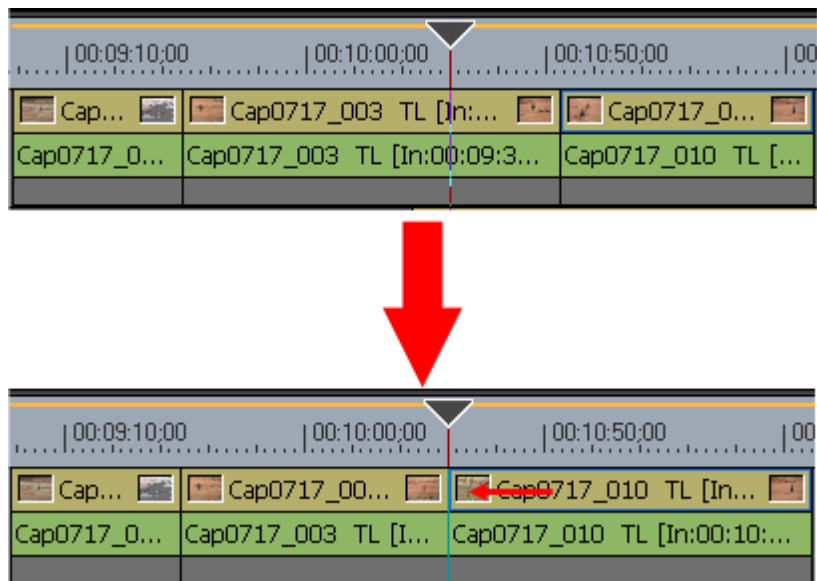 00:09:10;00 00:10:00;00 00:10:50;00 00
Cap... Cap0717_003 TL [In:... Cap0717_0...
Cap0717_0... Cap0717_003 TL [In:00:09:3... Cap0717_010 TL [...
00:09:10;00 00:10:00;00 00:10:50;00 00
Cap... Cap0717_00... Cap0717_010 TL [In...
Cap0717_0... Cap0717_003 TL [I... Cap0717_010 TL [In:00:10:...